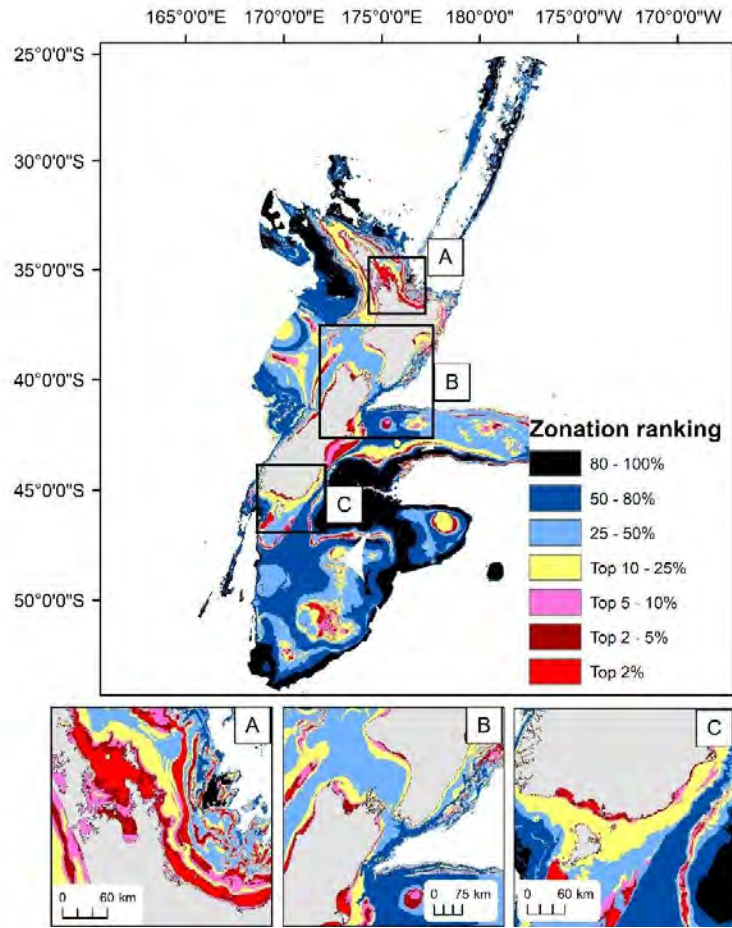 165°0'0"E 170°0'0"E 175°0'0"E 180°0'0" 175°0'0"W 170°0'0"W
25°0'0"S
30°0'0"S
35°0'0"S
40°0'0"S
45°0'0"S
50°0'0"S
A
B
C
Zonation ranking
80 - 100%
50 - 80%
25 - 50%
Top 10 - 25%
Top 5 - 10%
Top 2 - 5%
Top 2%
A
0 60 km
B
0 75 km
C
0 60 km